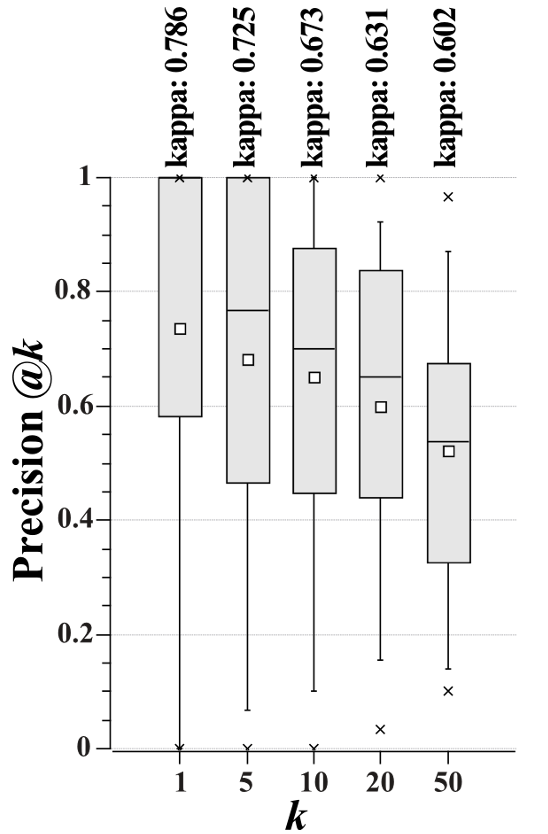 kappa: 0.786
kappa: 0.725
kappa: 0.673
kappa: 0.631
kappa: 0.602
Precision @k
1
0.8
0.6
0.4
0.2
0
1 5 10 20 50
k